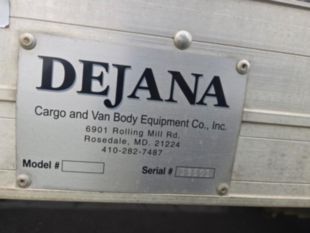 DEJANA
Cargo and Van Body Equipment Co., Inc.
6901 Rolling Mill Rd.
Rosedale, MD. 21224
410-282-7487
Model #
Serial #